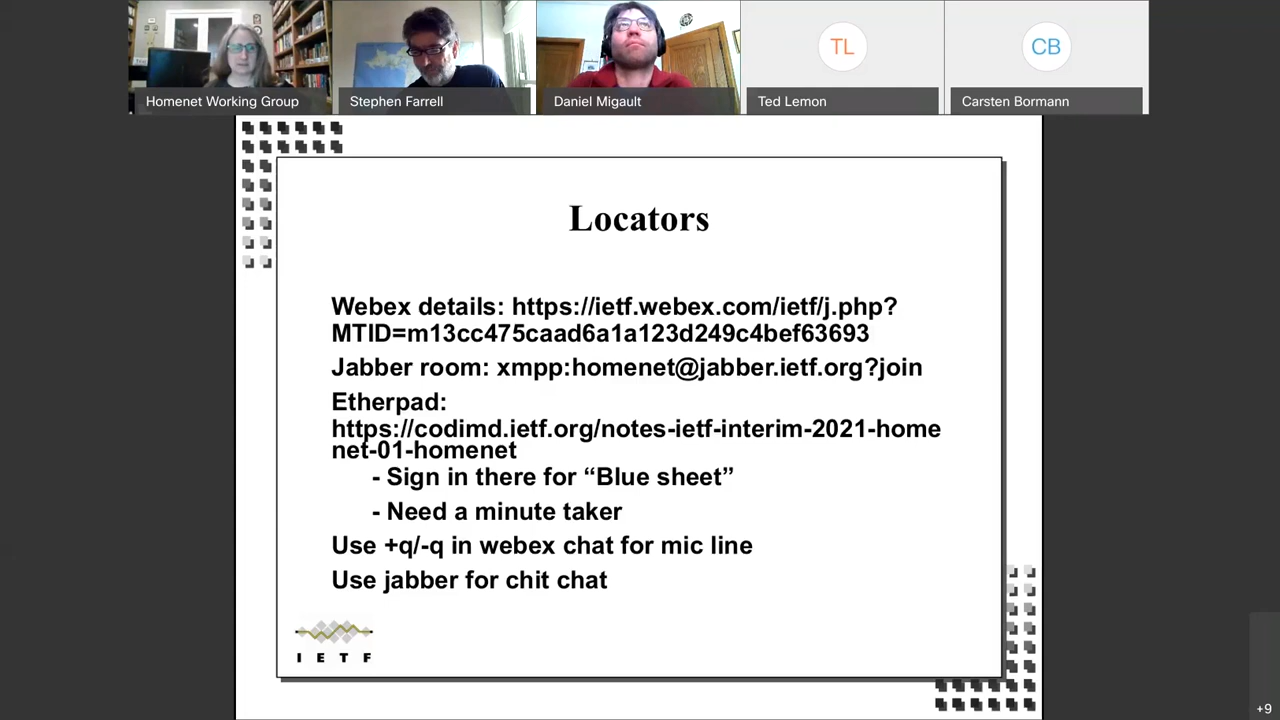 TL
CB
Homenet Working Group
Stephen Farrell
Daniel Migault
Ted Lemon
Carsten Bormann
Locators
Webex details: https://ietf.webex.com/ietf/j.php?
MTID=m13cc475caad6a1a123d249c4bef63693
Jabber room: xmpp:homenet@jabber.ietf.org?join
Etherpad:
https://codimd.ietf.org/notes-ietf-interim-2021-home
net-01-homenet
- Sign in there for “Blue sheet”
- Need a minute taker
Use +q/-q in webex chat for mic line
Use jabber for chit chat
I E T F
+9